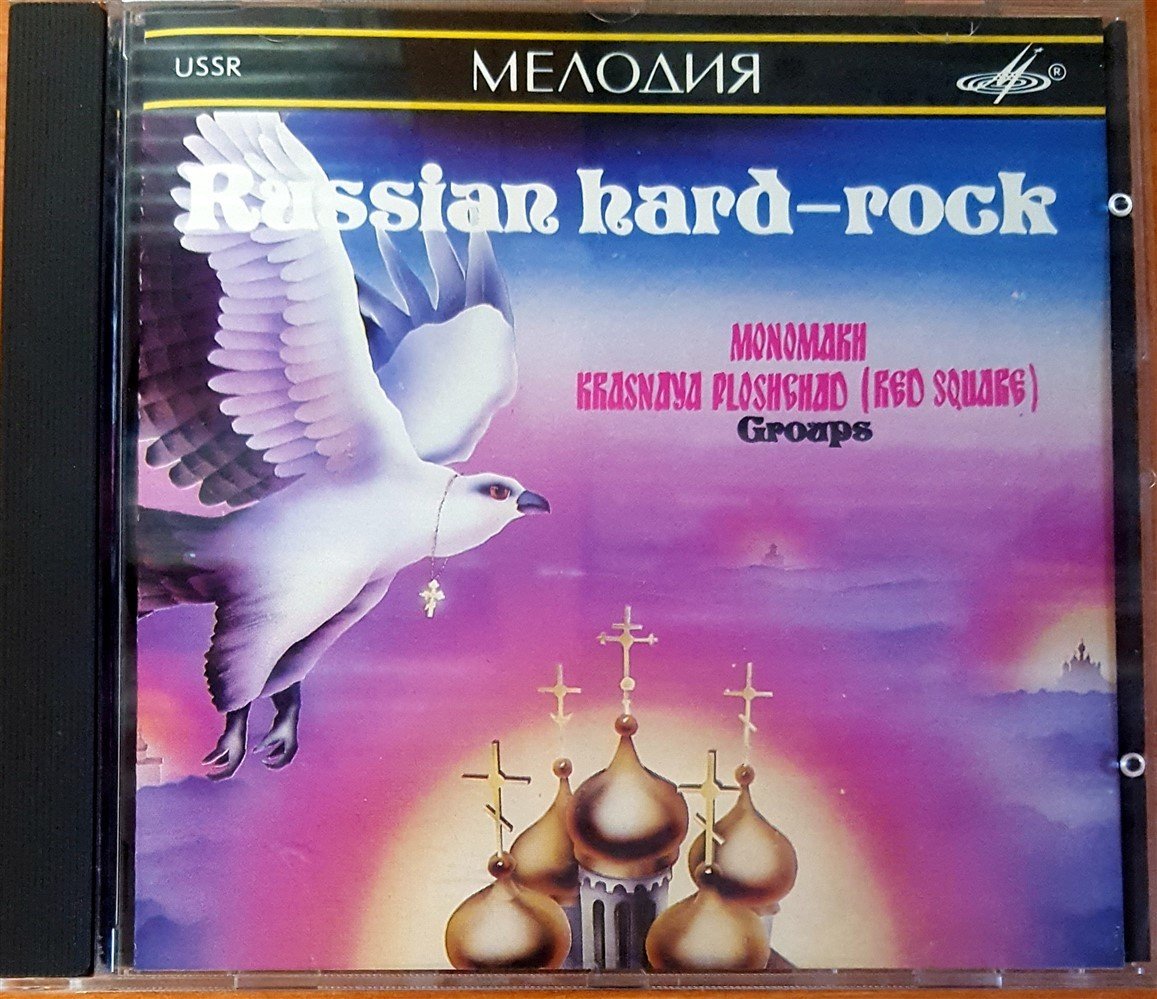 USSR
МЕЛОДИЯ
®
Russian hard-rock
MONOMAKH
KRASNAYA PLOSHCHAD (RED SQUARE)
Groups